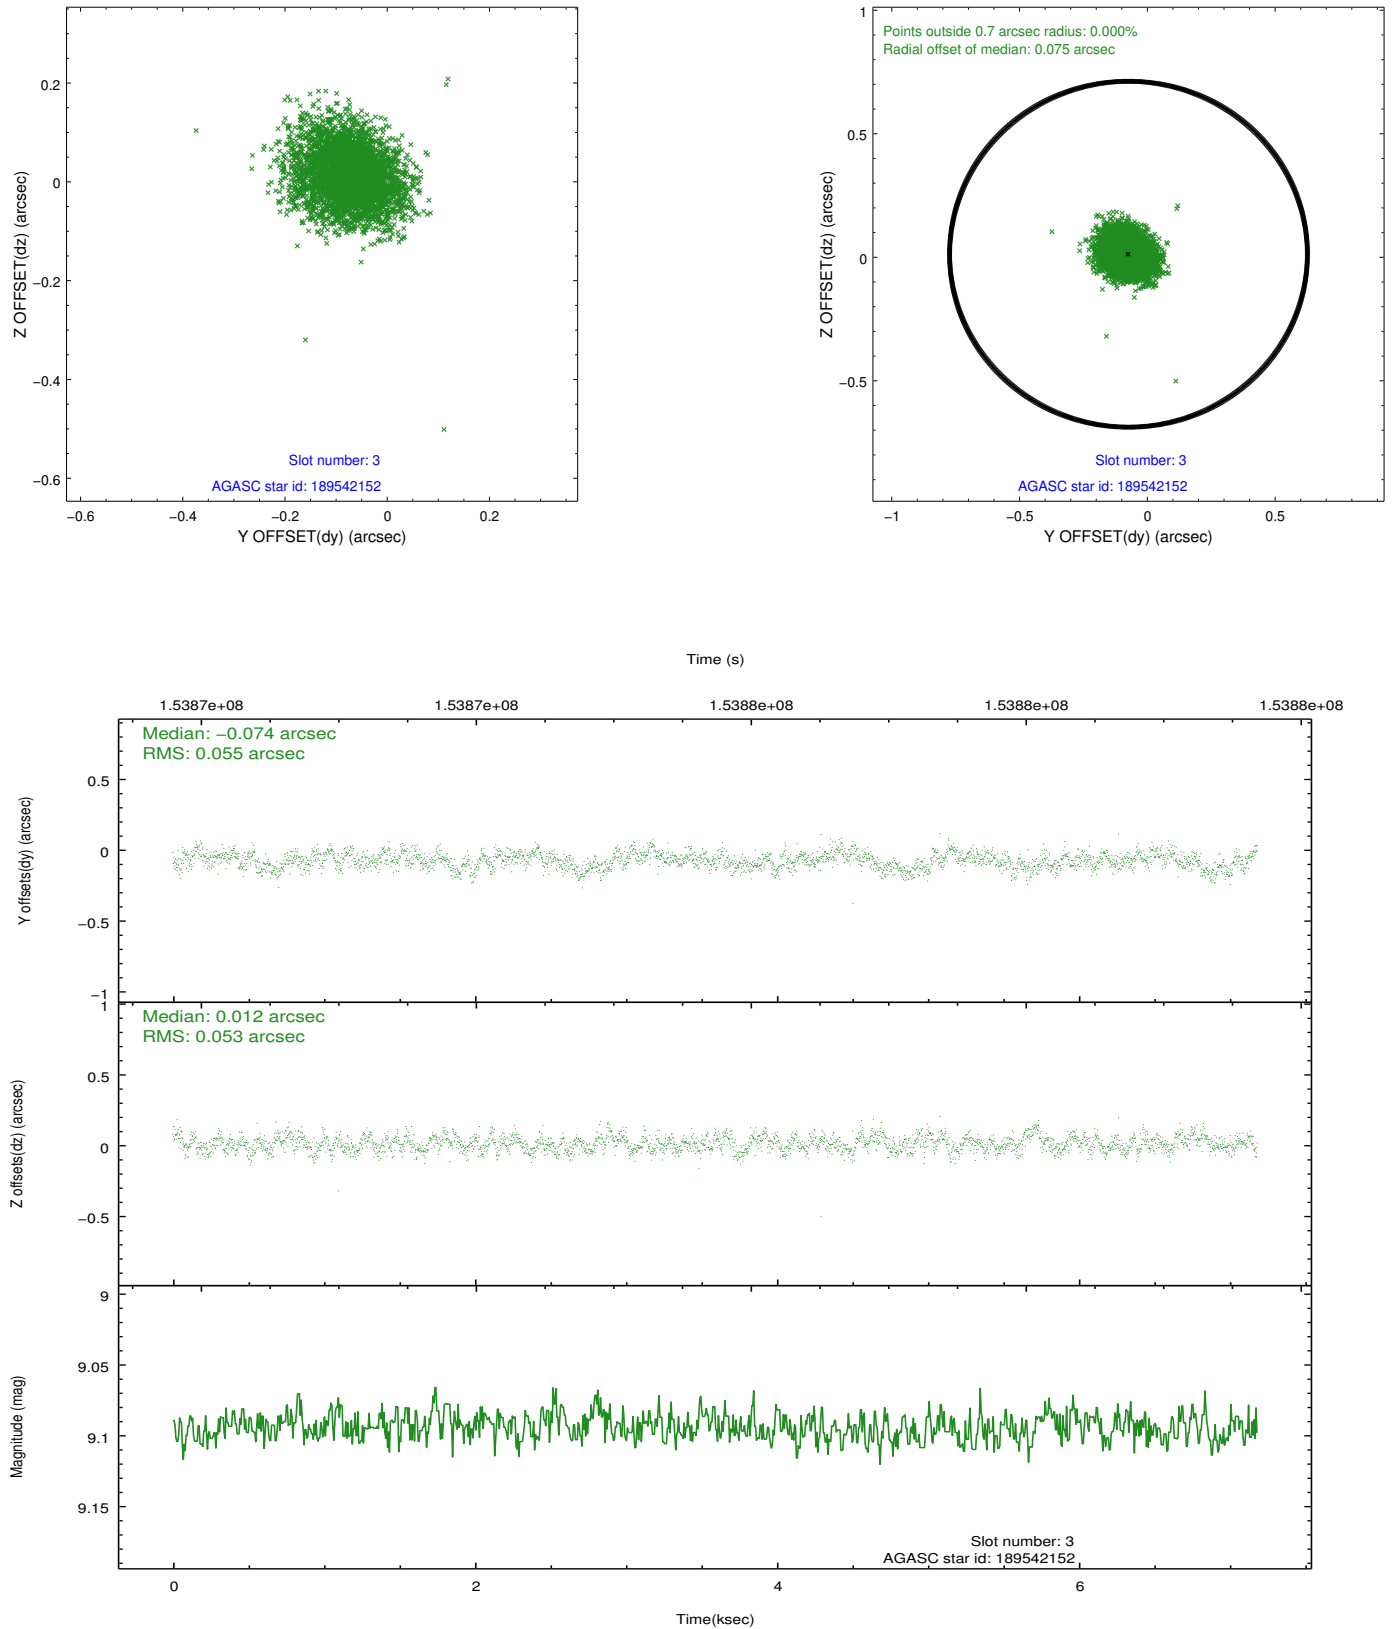 0.2
0
−0.2
−0.4
−0.6
Z OFFSET(dz) (arcsec)
Slot number: 3
AGASC star id: 189542152
−0.6
−0.4
−0.2
0
0.2
Y OFFSET(dy) (arcsec)
Points outside 0.7 arcsec radius: 0.000%
Radial offset of median: 0.075 arcsec
1
0.5
0
−0.5
Z OFFSET(dz) (arcsec)
Slot number: 3
AGASC star id: 189542152
−1
−0.5
0
0.5
Y OFFSET(dy) (arcsec)
Time (s)
1.5387e+08
1.5387e+08
1.5388e+08
1.5388e+08
1.5388e+08
Median: −0.074 arcsec
RMS: 0.055 arcsec
0.5
0
−0.5
−1
Y offsets(dy) (arcsec)
Median: 0.012 arcsec
RMS: 0.053 arcsec
1
0.5
0
−0.5
Z offsets(dz) (arcsec)
9
9.05
9.1
9.15
Magnitude (mag)
Slot number: 3
AGASC star id: 189542152
0
2
4
6
Time(ksec)